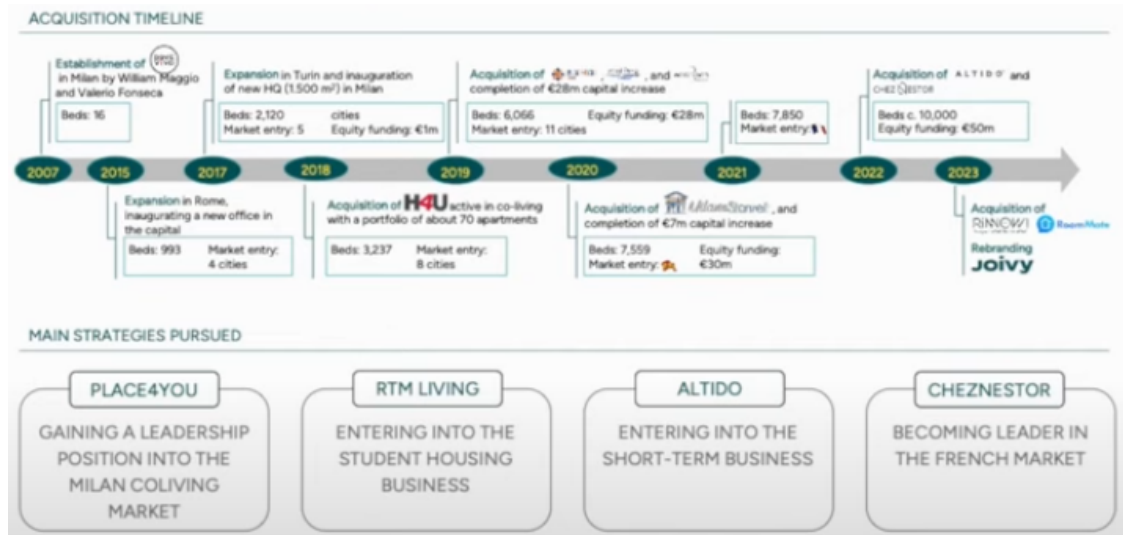 ACQUISITION TIMELINE
Establishment of
in Milan by William Maggio
and Valerio Fonseca
Beds: 16
Expansion in Turin and inauguration
of new HQ (1.500 m²) in Milan
Beds: 2,120 cities
Market entry: 5 Equity funding: €1m
Acquisition of , and
completion of €28m capital increase
Beds: 6,066 Equity funding: €28m
Market entry: 11 cities
Beds: 7,850
Market entry:
Acquisition of ALTIDO and
CHEZ NESTOR
Beds c. 10,000
Equity funding: €50m
2007 2015 2017 2018 2019 2020 2021 2022 2023
Expansion in Rome,
inaugurating a new office in
the capital
Beds: 993 Market entry:
4 cities
Acquisition of H4U active in co-living
with a portfolio of about 70 apartments
Beds: 3,237 Market entry:
8 cities
Acquisition of , and
completion of €7m capital increase
Beds: 7,559 Equity funding:
Market entry: €30m
Acquisition of
RoomMate
Rebranding
JOIVY
MAIN STRATEGIES PURSUED
PLACE4YOU
GAINING A LEADERSHIP
POSITION INTO THE
MILAN COLIVING
MARKET
RTM LIVING
ENTERING INTO THE
STUDENT HOUSING
BUSINESS
ALTIDO
ENTERING INTO THE
SHORT-TERM BUSINESS
CHEZNESTOR
BECOMING LEADER IN
THE FRENCH MARKET